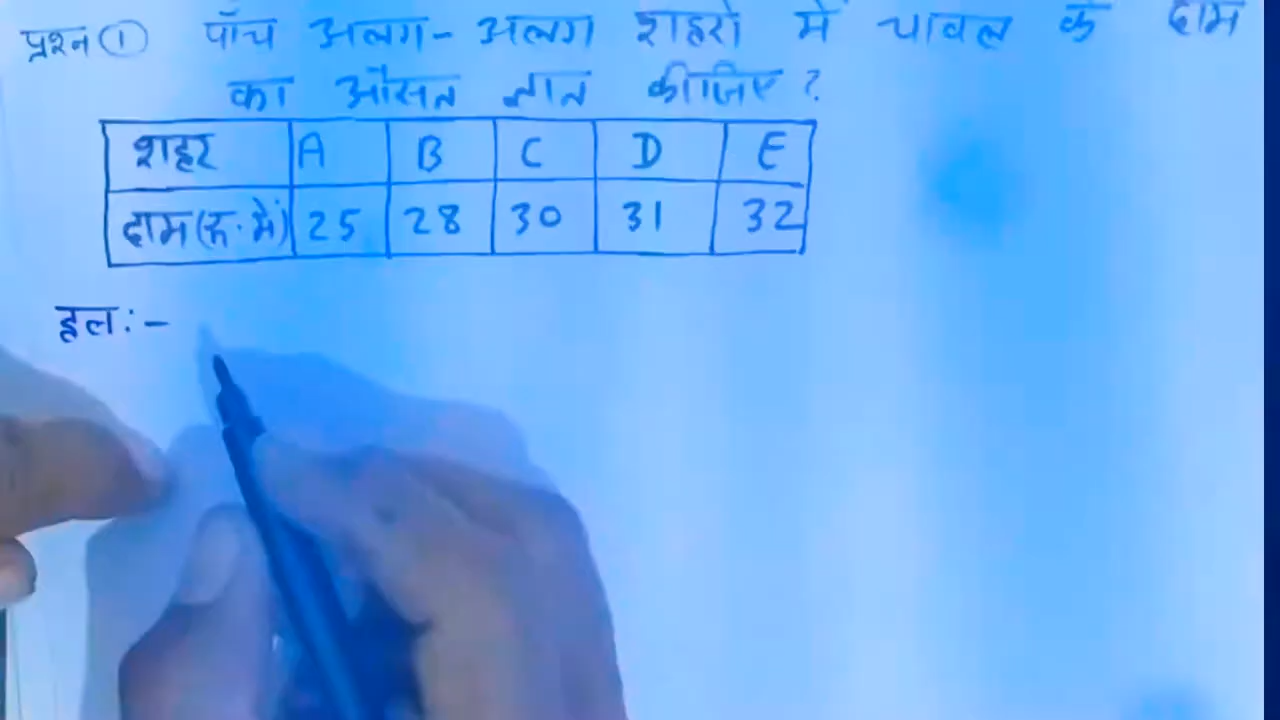 प्रश्न ① पाँच अलग-अलग शहरों में चावल के दाम
का औसत ज्ञात कीजिए ?
शहर A B C D E
दाम(रू.में) 25 28 30 31 32
हल:-